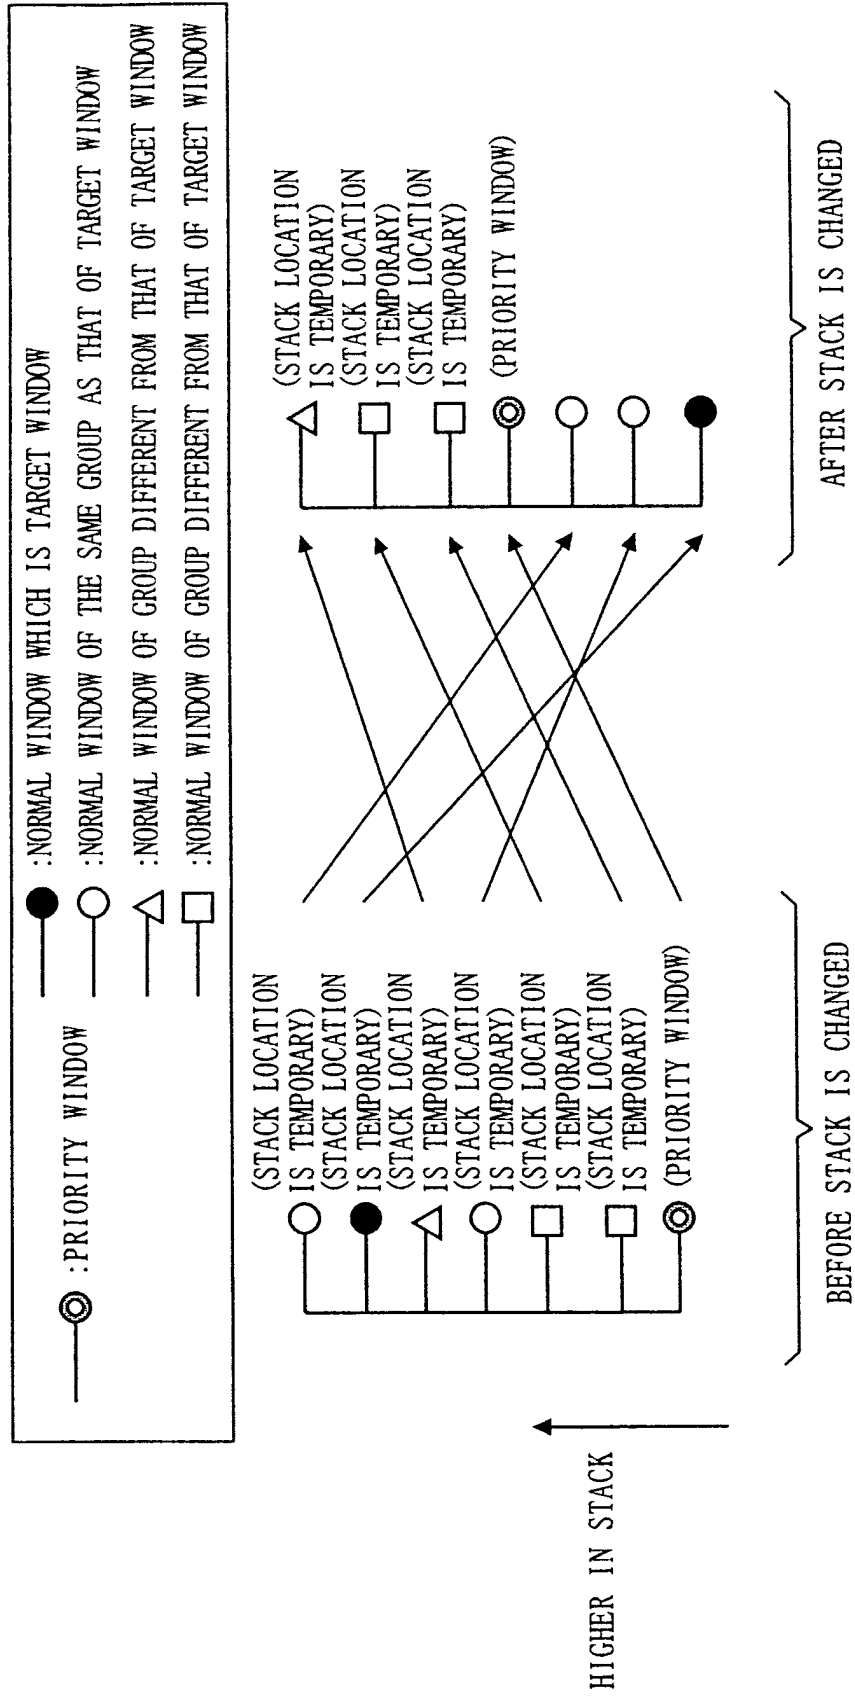 :PRIORITY WINDOW
:NORMAL WINDOW WHICH IS TARGET WINDOW
:NORMAL WINDOW OF THE SAME GROUP AS THAT OF TARGET WINDOW
:NORMAL WINDOW OF GROUP DIFFERENT FROM THAT OF TARGET WINDOW
:NORMAL WINDOW OF GROUP DIFFERENT FROM THAT OF TARGET WINDOW
HIGHER IN STACK
(STACK LOCATION
IS TEMPORARY)
(STACK LOCATION
IS TEMPORARY)
(STACK LOCATION
IS TEMPORARY)
(STACK LOCATION
IS TEMPORARY)
(STACK LOCATION
IS TEMPORARY)
(STACK LOCATION
IS TEMPORARY)
(PRIORITY WINDOW)
BEFORE STACK IS CHANGED
(STACK LOCATION
IS TEMPORARY)
(STACK LOCATION
IS TEMPORARY)
(STACK LOCATION
IS TEMPORARY)
(PRIORITY WINDOW)
AFTER STACK IS CHANGED